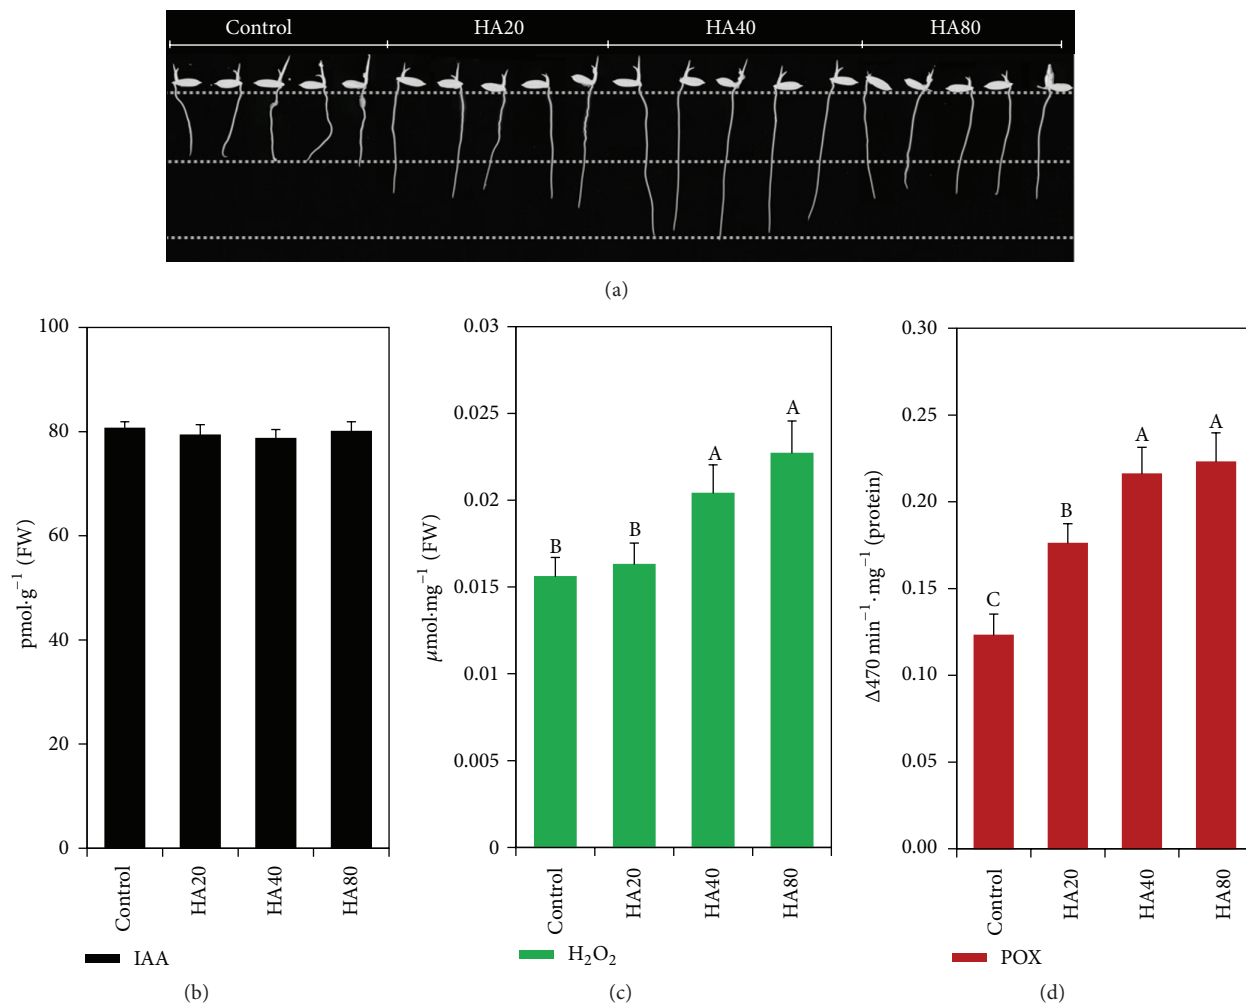 Control HA20 HA40 HA80
(a)
100
80
60
40
20
0
pmol·g⁻¹ (FW)
Control
HA20
HA40
HA80
IAA
(b)
0.03
0.025
0.02
0.015
0.01
0.005
0
μmol·mg⁻¹ (FW)
B
B
A
A
Control
HA20
HA40
HA80
H₂O₂
(c)
0.30
0.25
0.20
0.15
0.10
0.05
0.00
Δ470 min⁻¹·mg⁻¹ (protein)
C
B
A
A
Control
HA20
HA40
HA80
POX
(d)